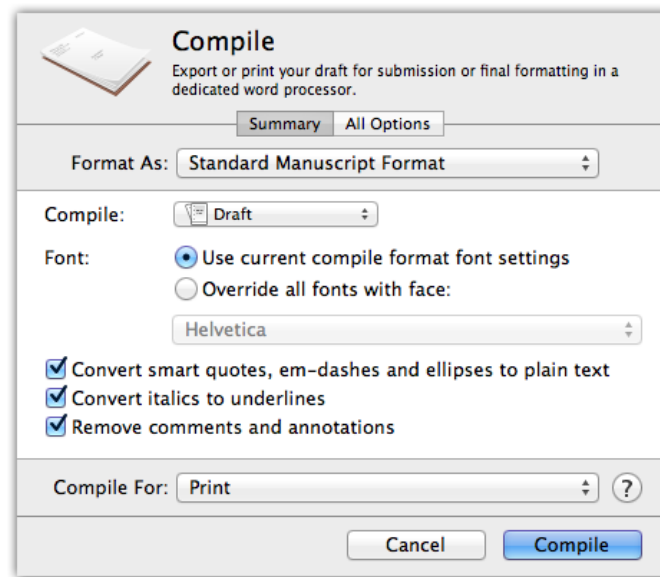 Compile
Export or print your draft for submission or final formatting in a
dedicated word processor.
Summary All Options
Format As: Standard Manuscript Format
Compile: Draft
Font: Use current compile format font settings
Override all fonts with face:
Helvetica
Convert smart quotes, em-dashes and ellipses to plain text
Convert italics to underlines
Remove comments and annotations
Compile For: Print ?
Cancel Compile